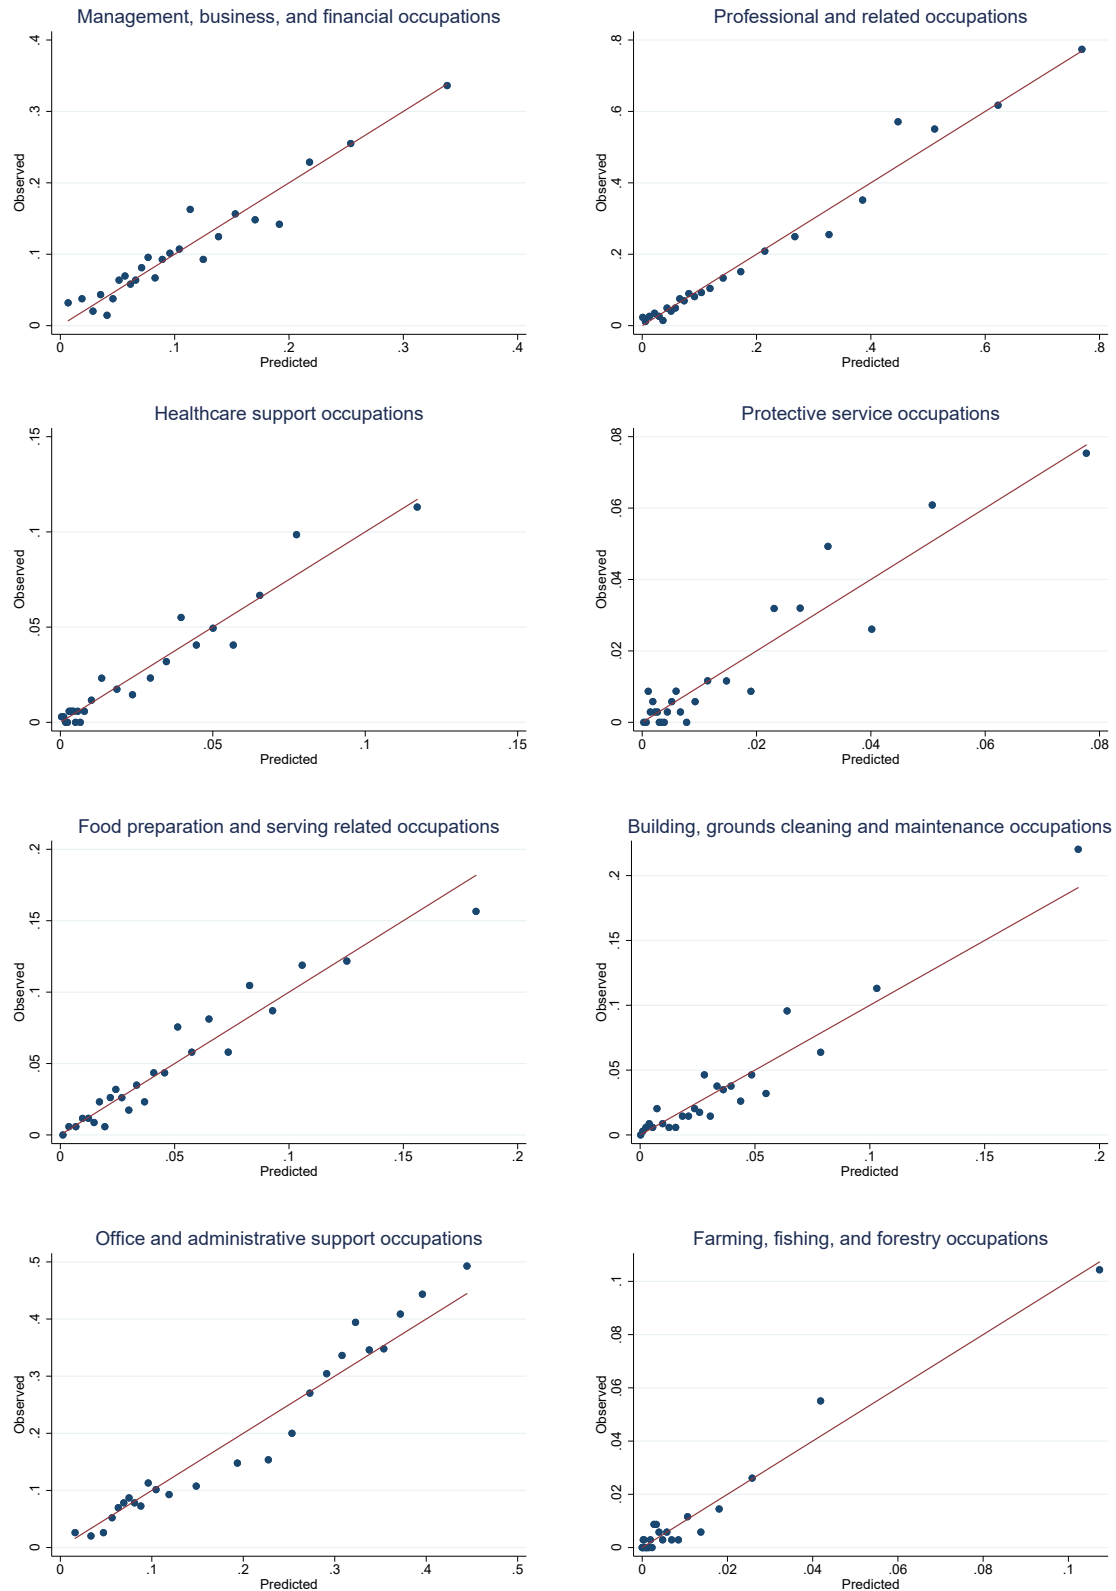 Management, business, and financial occupations
Observed
0 .1 .2 .3 .4
0 .1 .2 .3 .4
Predicted
Professional and related occupations
Observed
0 .2 .4 .6 .8
0 .2 .4 .6 .8
Predicted
Healthcare support occupations
Observed
0 .05 .1 .15
0 .05 .1 .15
Predicted
Protective service occupations
Observed
0 .02 .04 .06 .08
0 .02 .04 .06 .08
Predicted
Food preparation and serving related occupations
Observed
0 .05 .1 .15 .2
0 .05 .1 .15 .2
Predicted
Building, grounds cleaning and maintenance occupations
Observed
0 .05 .1 .15 .2
0 .05 .1 .15 .2
Predicted
Office and administrative support occupations
Observed
0 .1 .2 .3 .4 .5
0 .1 .2 .3 .4 .5
Predicted
Farming, fishing, and forestry occupations
Observed
0 .02 .04 .06 .08 .1
0 .02 .04 .06 .08 .1
Predicted